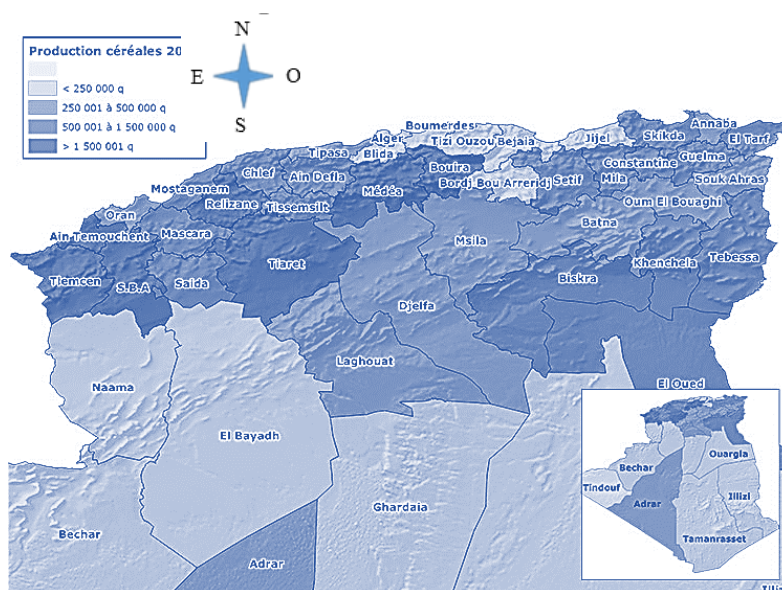 N
Production céréales 20
E
O
< 250 000 q
250 001 à 500 000 q
500 001 à 1 500 000 q
> 1 500 001 q
S
Boumerdes
Alger
Tizi Ouzou
Bejaia
Jijel
Skikda
Annaba
El Tarf
Tipasa
Blida
Bouira
Constantine
Guelma
Chlef
Ain Defla
Médéa
Bordj Bou Arreridj
Setif
Mila
Souk Ahras
Mostaganem
Relizane
Tissemsilt
Oum El Bouaghi
Oran
Batna
Ain Temouchent
Mascara
Msila
Tlemcen
S.B.A
Saida
Tiaret
Biskra
Khenchela
Tebessa
Djelfa
Laghouat
Naama
El Oued
El Bayadh
Ghardaia
Bechar
Adrar
Ouargla
Bechar
Tindouf
Illizi
Adrar
Tamanrasset